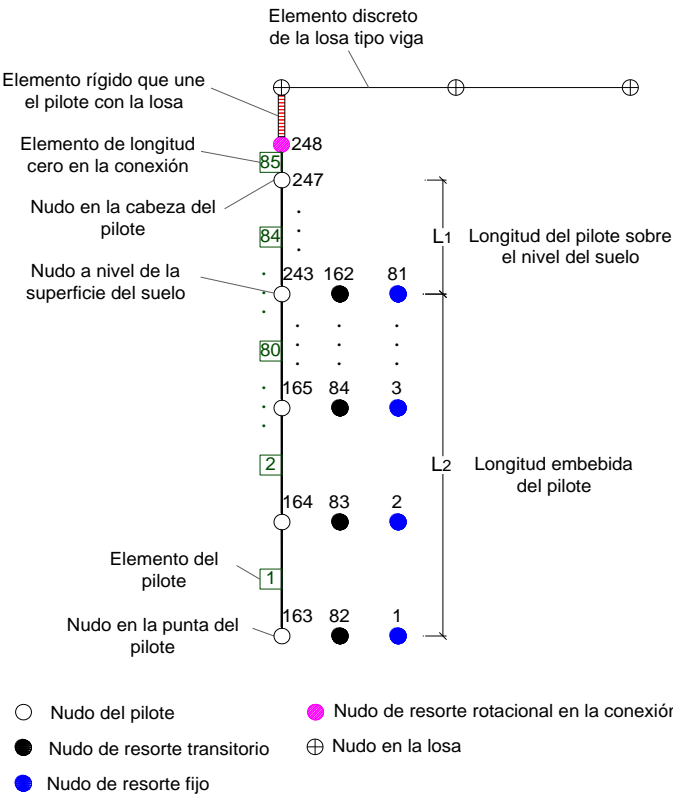 Elemento discreto
de la losa tipo viga
Elemento rígido que une
el pilote con la losa
Elemento de longitud
cero en la conexión
248
85
247
Nudo en la cabeza del
pilote
84
L1
Longitud del pilote sobre
el nivel del suelo
Nudo a nivel de la
superficie del suelo
243 162 81
80
165 84 3
2
L2
Longitud embebida
del pilote
164 83 2
Elemento del
pilote
1
163 82 1
Nudo en la punta del
pilote
Nudo del pilote
Nudo de resorte rotacional en la conexión
Nudo de resorte transitorio
Nudo en la losa
Nudo de resorte fijo